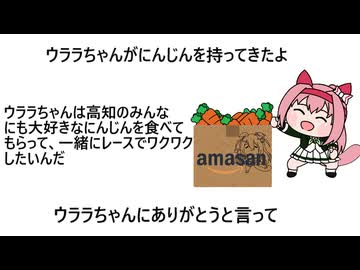 ウララちゃんがにんじんを持ってきたよ
ウララちゃんは高知のみんな
にも大好きなにんじんを食べて
もらって、一緒にレースでワクワク
したいんだ
amasan
ウララちゃんにありがとうと言って